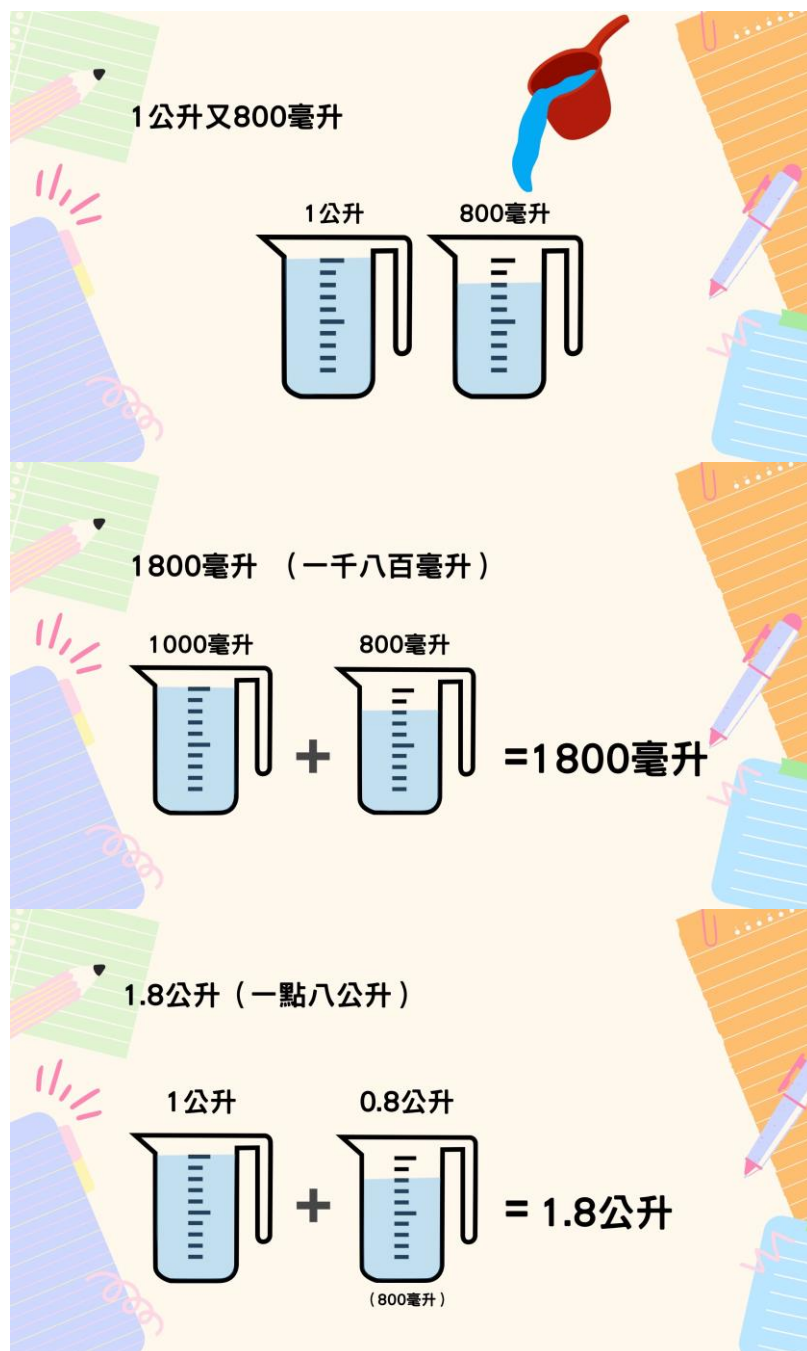 1公升又800毫升
1公升 800毫升
1800毫升 （一千八百毫升）
1000毫升 800毫升
+ =1800毫升
1.8公升（一點八公升）
1公升 0.8公升
+ = 1.8公升
（800毫升）